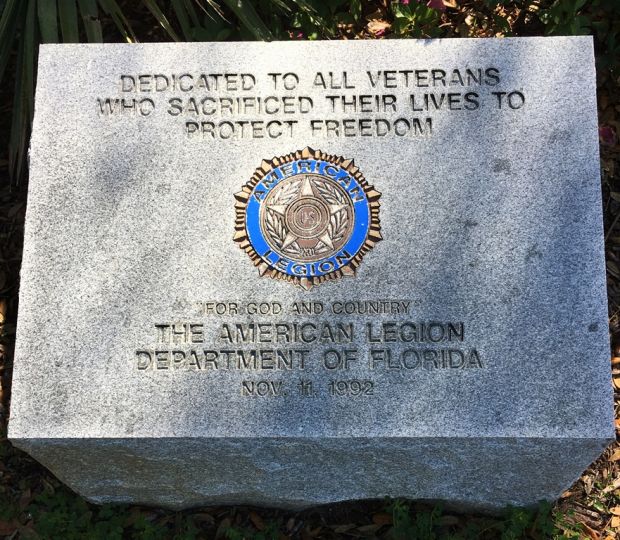 DEDICATED TO ALL VETERANS
WHO SACRIFICED THEIR LIVES TO
PROTECT FREEDOM
AMERICAN
US
LEGION
"FOR GOD AND COUNTRY"
THE AMERICAN LEGION
DEPARTMENT OF FLORIDA
NOV. 11, 1992